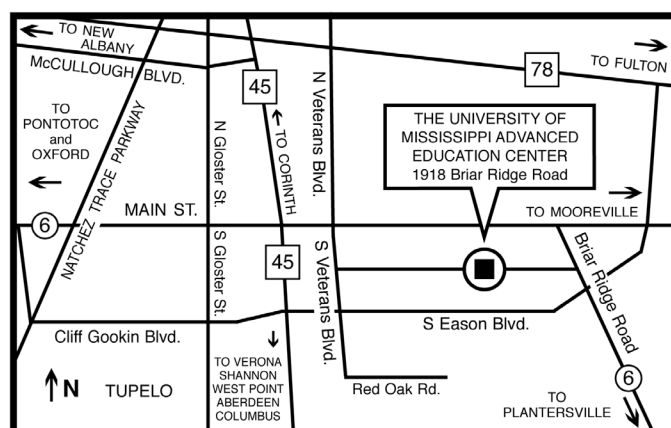 TO NEW
ALBANY
McCULLOUGH BLVD.
TO
PONTOTOC
and
OXFORD
6
NATCHEZ TRACE PARKWAY
MAIN ST.
N Gloster St.
S Gloster St.
45
TO CORINTH
45
N Veterans Blvd.
S Veterans Blvd.
78
TO FULTON
THE UNIVERSITY OF
MISSISSIPPI ADVANCED
EDUCATION CENTER
1918 Briar Ridge Road
TO MOOREVILLE
Briar Ridge Road
S Eason Blvd.
Cliff Gookin Blvd.
N
TUPELO
TO VERONA
SHANNON
WEST POINT
ABERDEEN
COLUMBUS
Red Oak Rd.
6
TO
PLANTERSVILLE